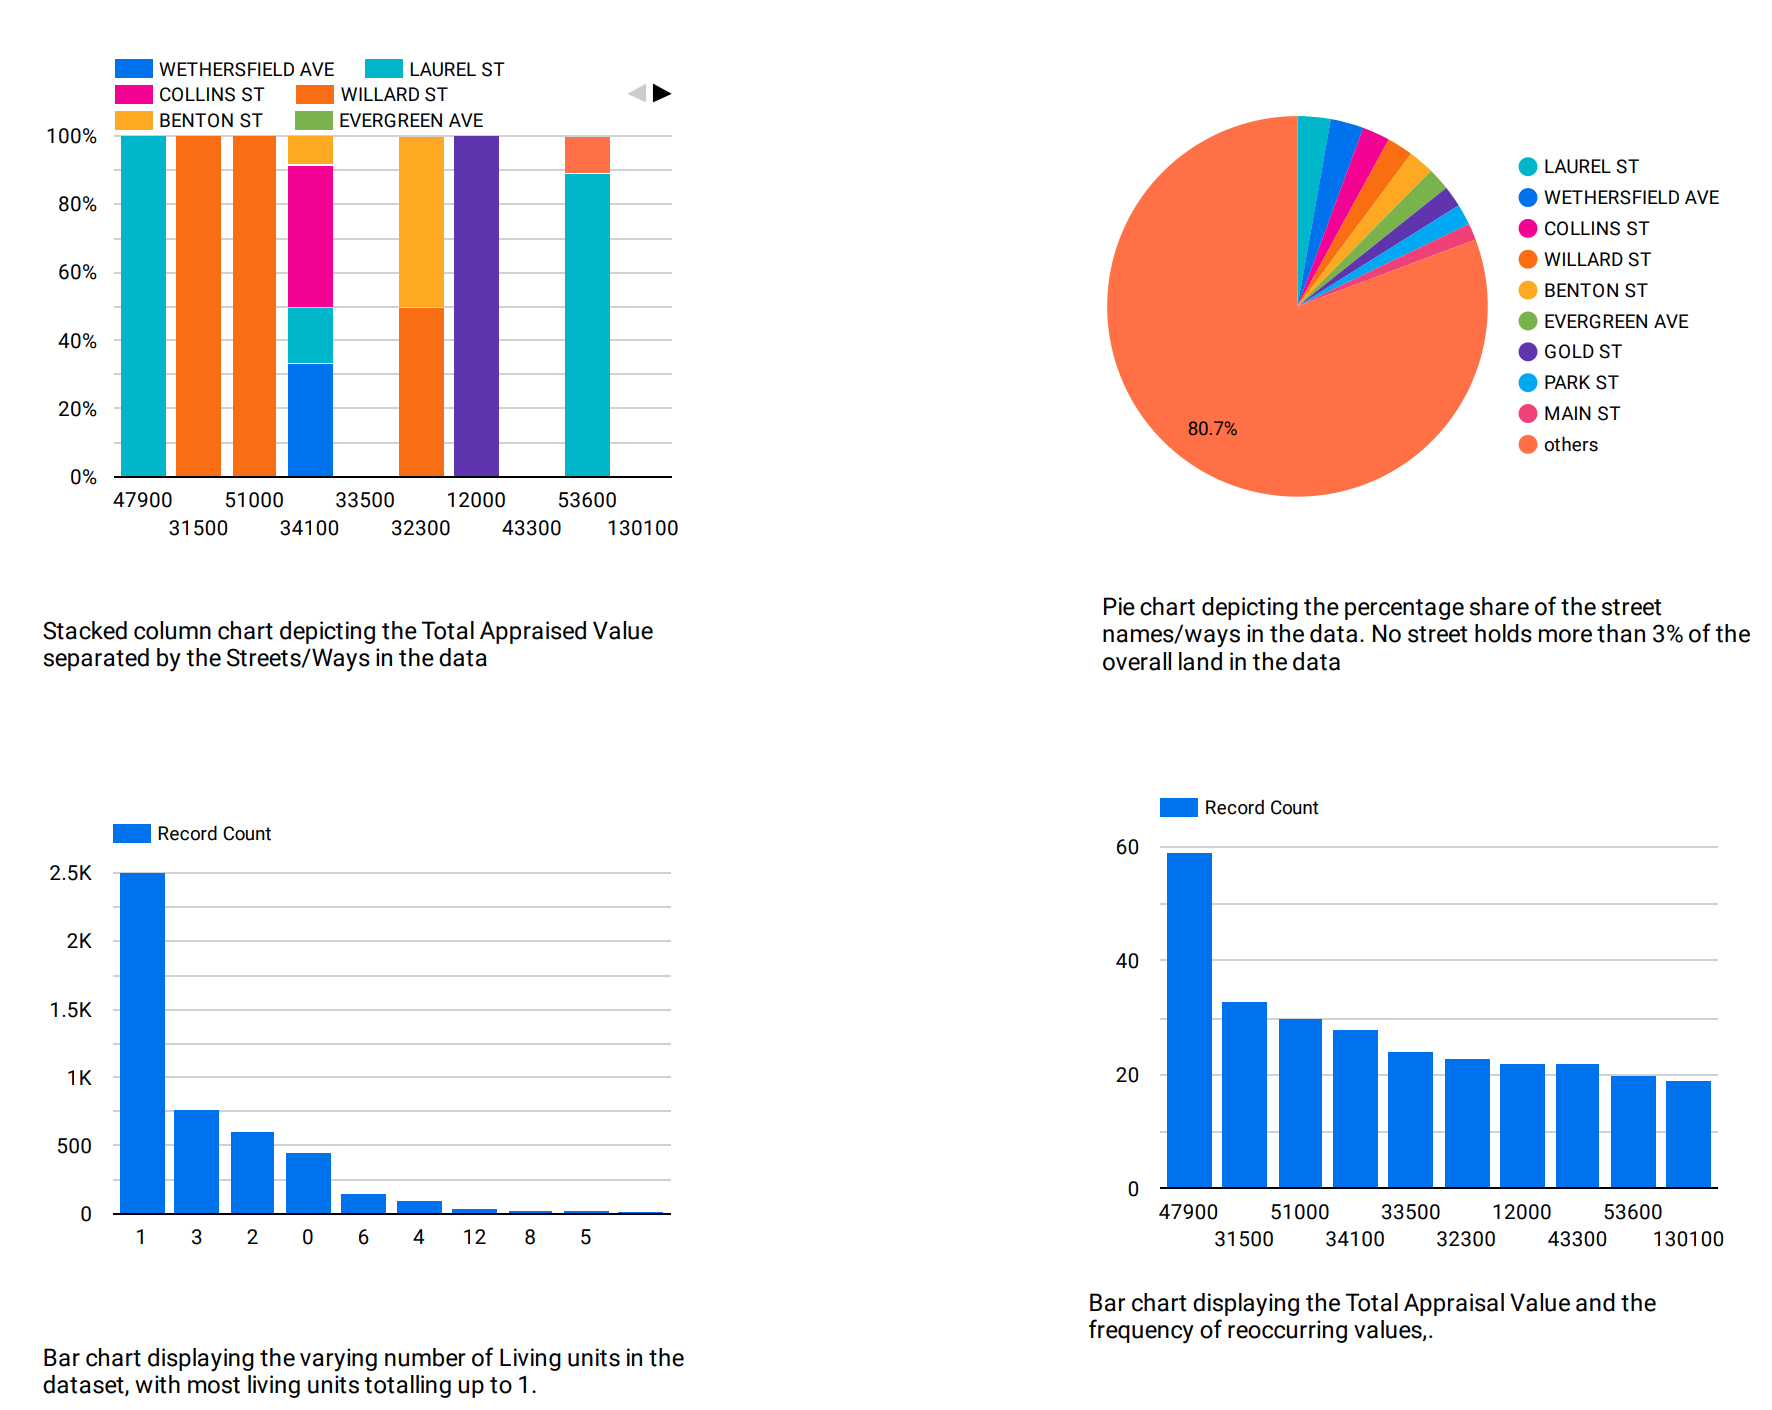 WETHERSFIELD AVE LAUREL ST
COLLINS ST WILLARD ST
BENTON ST EVERGREEN AVE
100%
80%
60%
40%
20%
0%
47900 51000 33500 12000 53600
31500 34100 32300 43300 130100
Stacked column chart depicting the Total Appraised Value
separated by the Streets/Ways in the data
80.7%
LAUREL ST
WETHERSFIELD AVE
COLLINS ST
WILLARD ST
BENTON ST
EVERGREEN AVE
GOLD ST
PARK ST
MAIN ST
others
Pie chart depicting the percentage share of the street
names/ways in the data. No street holds more than 3% of the
overall land in the data
Record Count
2.5K
2K
1.5K
1K
500
0
1 3 2 0 6 4 12 8 5
Bar chart displaying the varying number of Living units in the
dataset, with most living units totalling up to 1.
Record Count
60
40
20
0
47900 51000 33500 12000 53600
31500 34100 32300 43300 130100
Bar chart displaying the Total Appraisal Value and the
frequency of reoccurring values,.